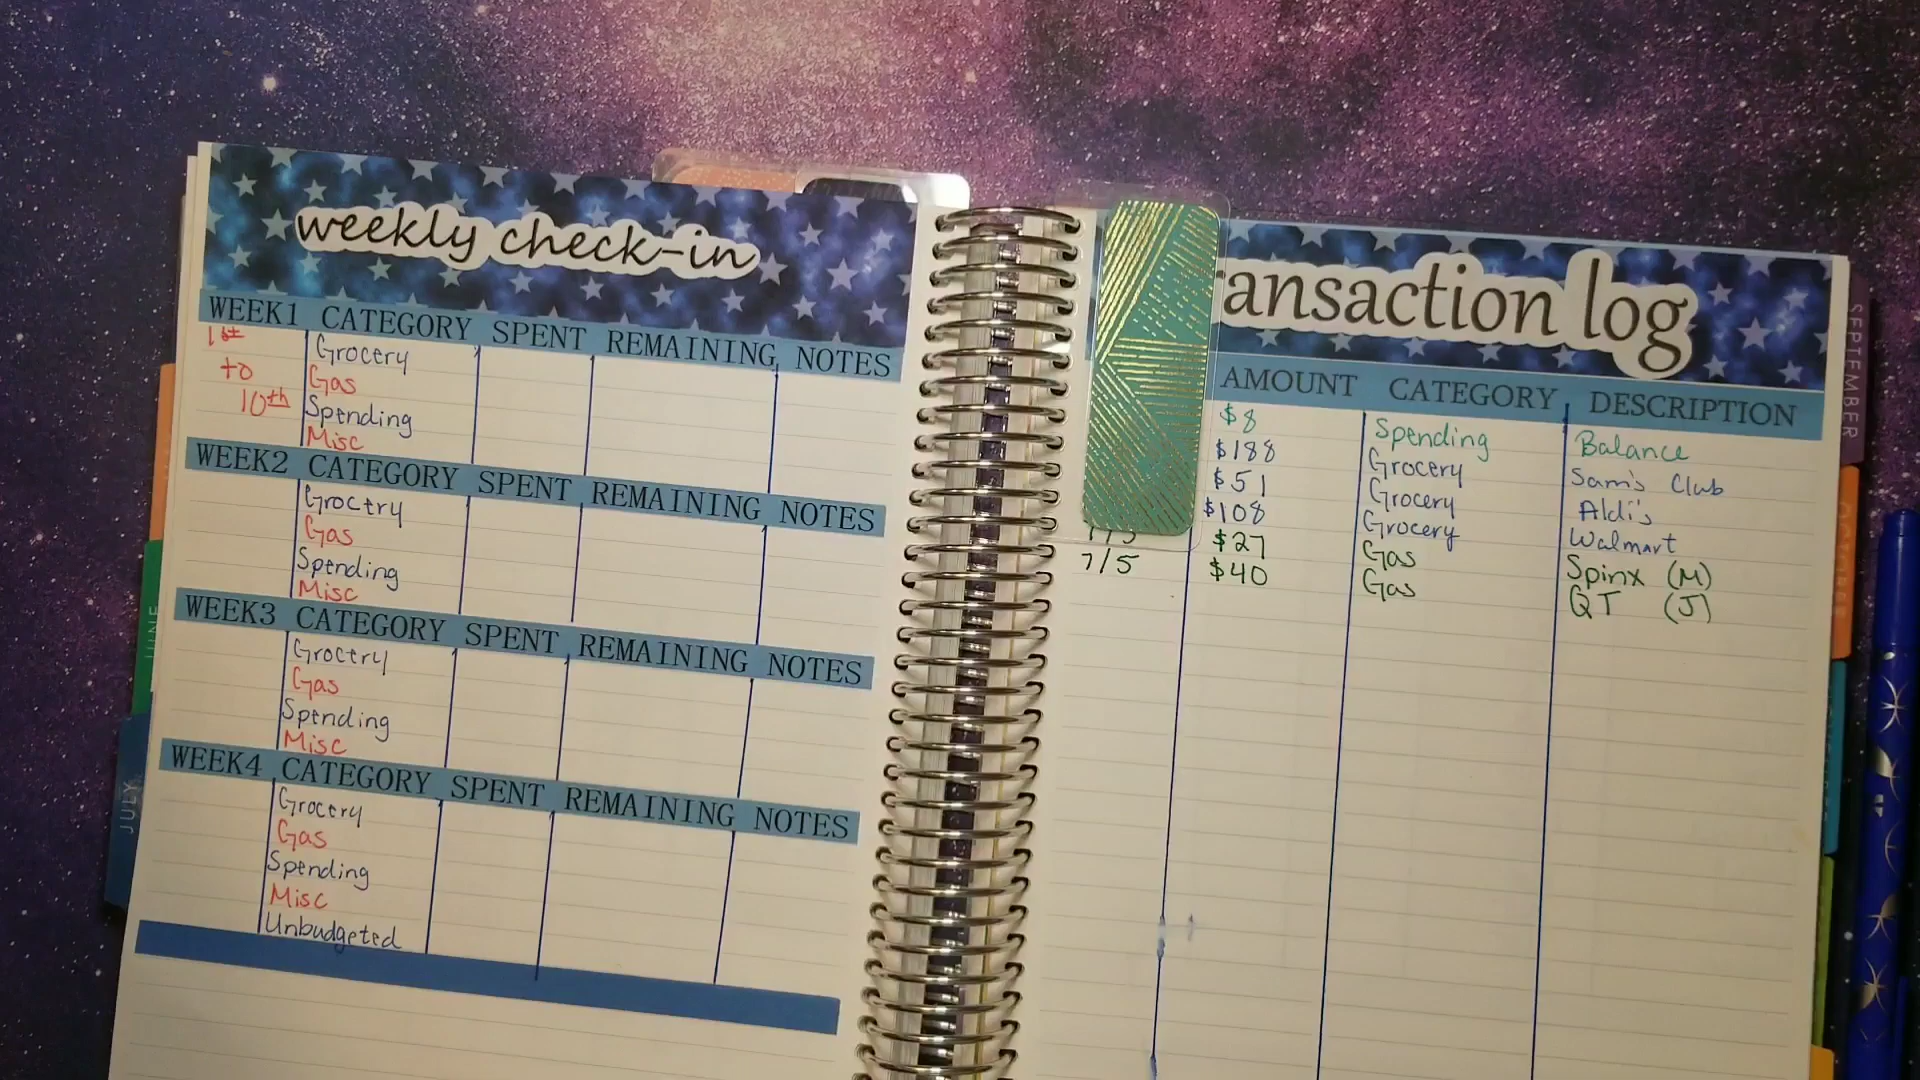 weekly check-in
WEEK1 CATEGORY SPENT REMAINING NOTES
1st Grocery
to Gas
10th Spending
Misc
WEEK2 CATEGORY SPENT REMAINING NOTES
Grocery
Gas
Spending
Misc
WEEK3 CATEGORY SPENT REMAINING NOTES
Grocery
Gas
Spending
Misc
WEEK4 CATEGORY SPENT REMAINING NOTES
Grocery
Gas
Spending
Misc
Unbudgeted
ansaction log
AMOUNT CATEGORY DESCRIPTION
$8 Spending Balance
$188 Grocery Sam's Club
$51 Grocery Aldi's
$108 Grocery Walmart
$27 Gas Spinx (M)
7/5 $40 Gas QT (J)
JUNE
JULY
SEPTEMBER
OCTOBER